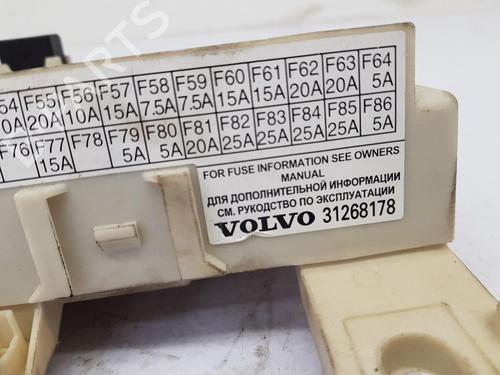 F55 F56 F57 F58 F59 F60 F61 F62 F63 F64
20A 10A 15A 7.5A 7.5A 15A 15A 20A 20A 5A
F76 F77 F78 F79 F80 F81 F82 F83 F84 F85 F86
15A 5A 5A 20A 25A 25A 25A 25A 5A
FOR FUSE INFORMATION SEE OWNERS
MANUAL
ДЛЯ ДОПОЛНИТЕЛЬНОЙ ИНФОРМАЦИИ
СМ. РУКОДСТВО ПО ЭКСПЛУАТАЦИИ
VOLVO 31268178
PARTS